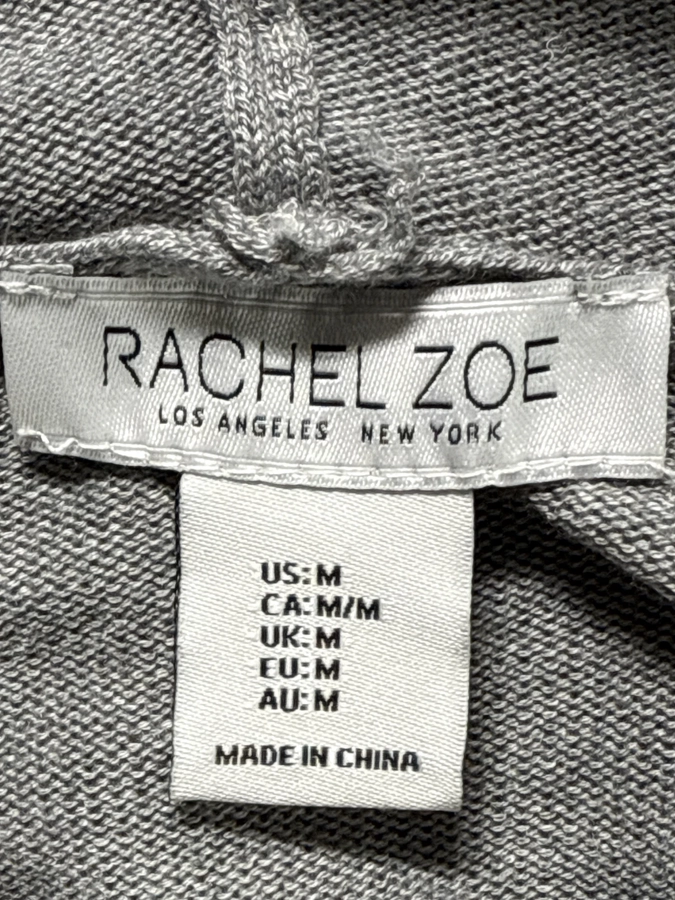 RACHEL ZOE
LOS ANGELES NEW YORK
US:M
CA:M/M
UK:M
EU:M
AU:M
MADE IN CHINA